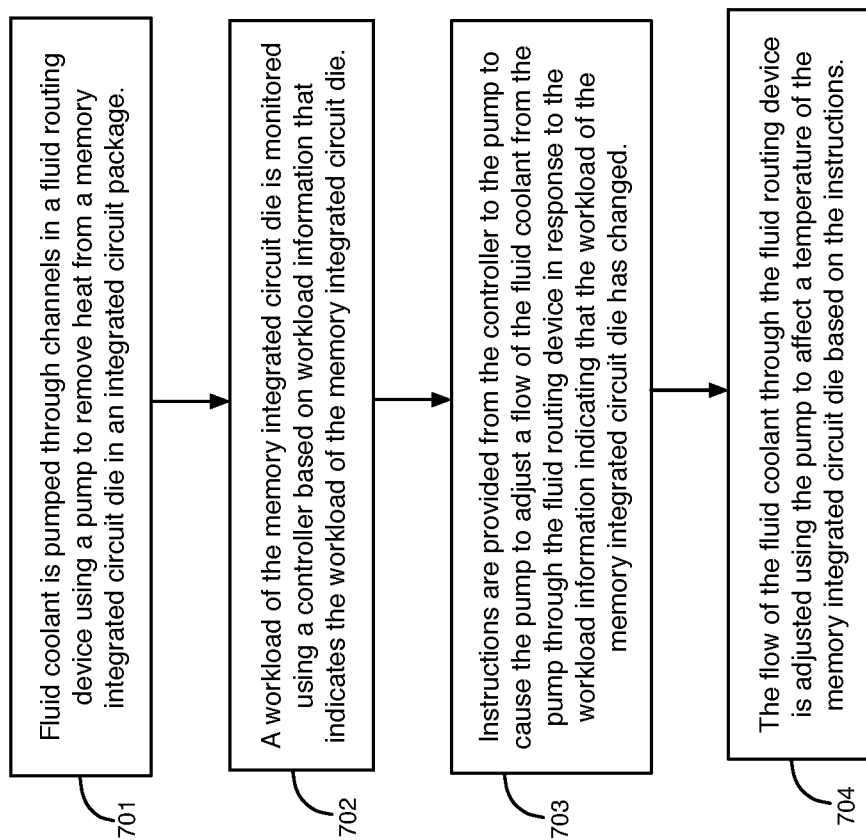 Fluid coolant is pumped through channels in a fluid routing
device using a pump to remove heat from a memory
integrated circuit die in an integrated circuit package.
701
A workload of the memory integrated circuit die is monitored
using a controller based on workload information that
indicates the workload of the memory integrated circuit die.
702
Instructions are provided from the controller to the pump to
cause the pump to adjust a flow of the fluid coolant from the
pump through the fluid routing device in response to the
workload information indicating that the workload of the
memory integrated circuit die has changed.
703
The flow of the fluid coolant through the fluid routing device
is adjusted using the pump to affect a temperature of the
memory integrated circuit die based on the instructions.
704